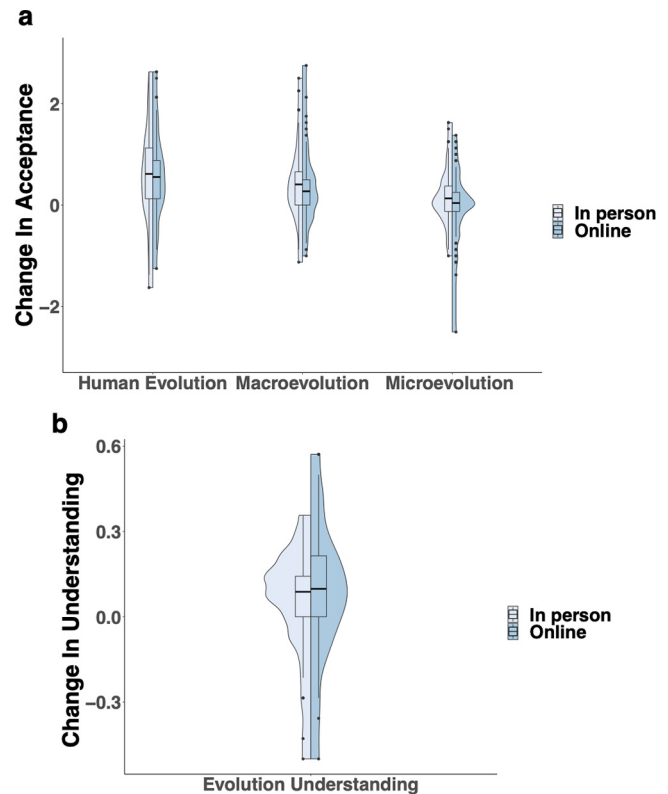 a
Change In Acceptance
2
0
−2
Human Evolution Macroevolution Microevolution
In person
Online
b
Change In Understanding
0.6
0.3
0.0
−0.3
Evolution Understanding
In person
Online